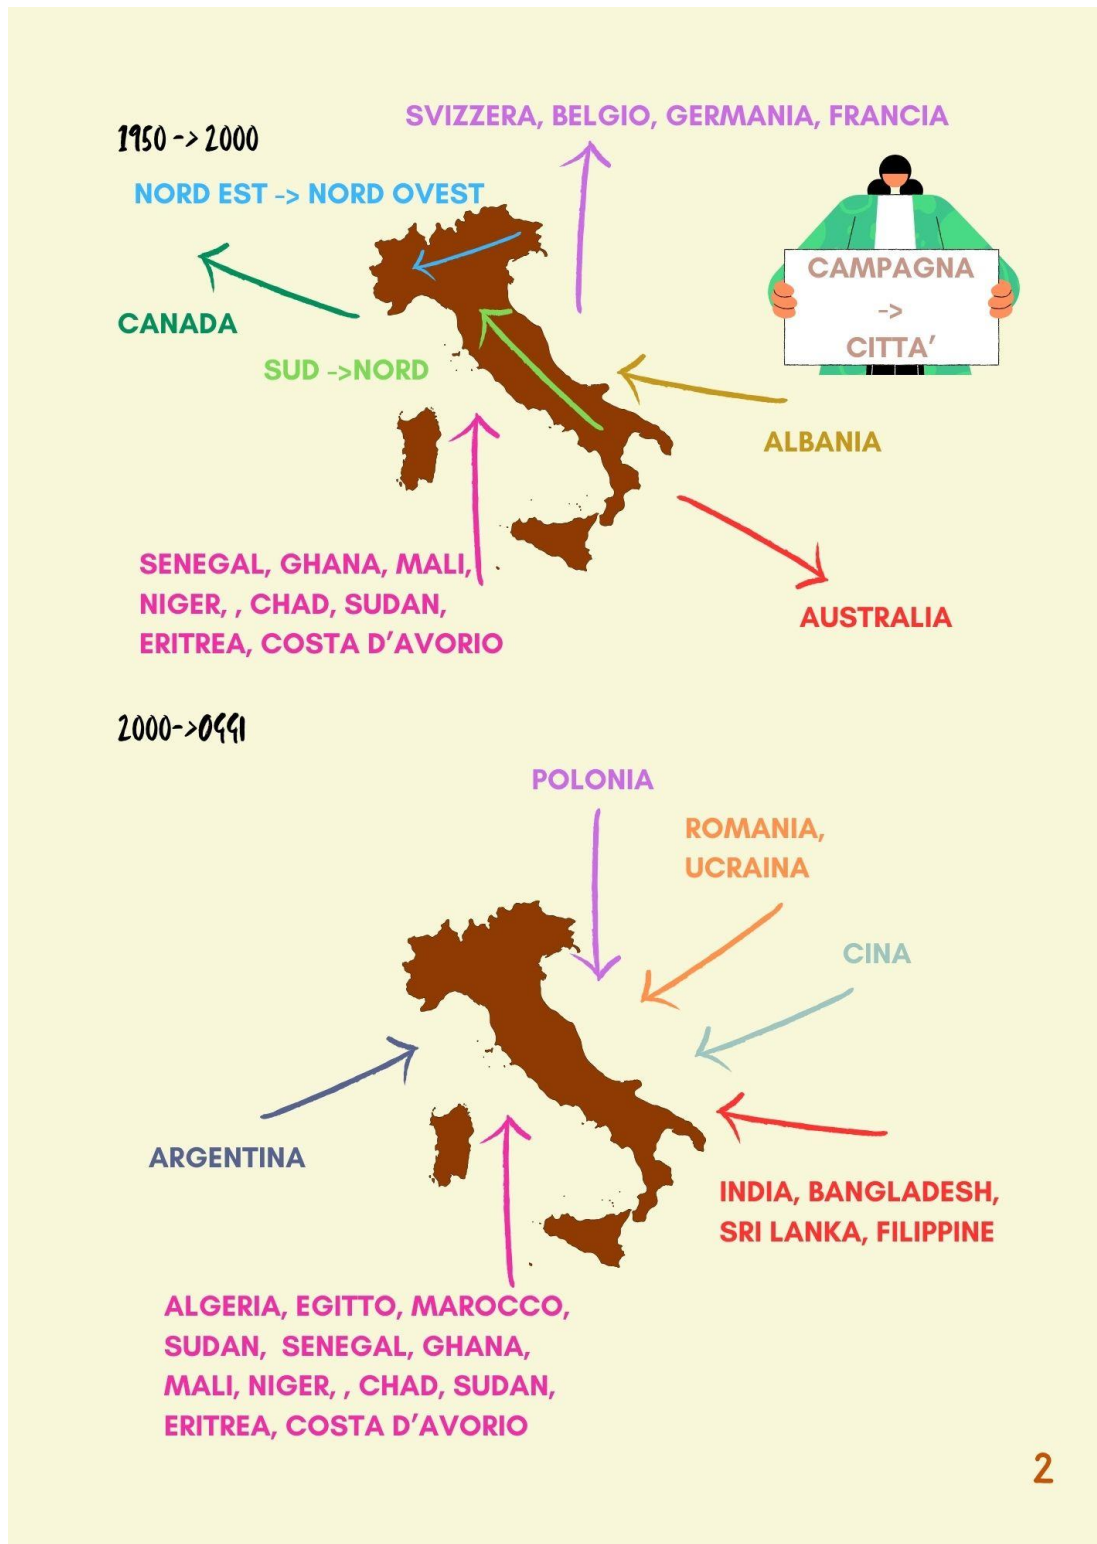 1950 -> 2000
SVIZZERA, BELGIO, GERMANIA, FRANCIA
NORD EST -> NORD OVEST
CAMPAGNA
->
CITTA’
CANADA
SUD ->NORD
ALBANIA
SENEGAL, GHANA, MALI,
NIGER, , CHAD, SUDAN,
ERITREA, COSTA D’AVORIO
AUSTRALIA
2000->OGGI
POLONIA
ROMANIA,
UCRAINA
CINA
ARGENTINA
INDIA, BANGLADESH,
SRI LANKA, FILIPPINE
ALGERIA, EGITTO, MAROCCO,
SUDAN, SENEGAL, GHANA,
MALI, NIGER, , CHAD, SUDAN,
ERITREA, COSTA D’AVORIO
2